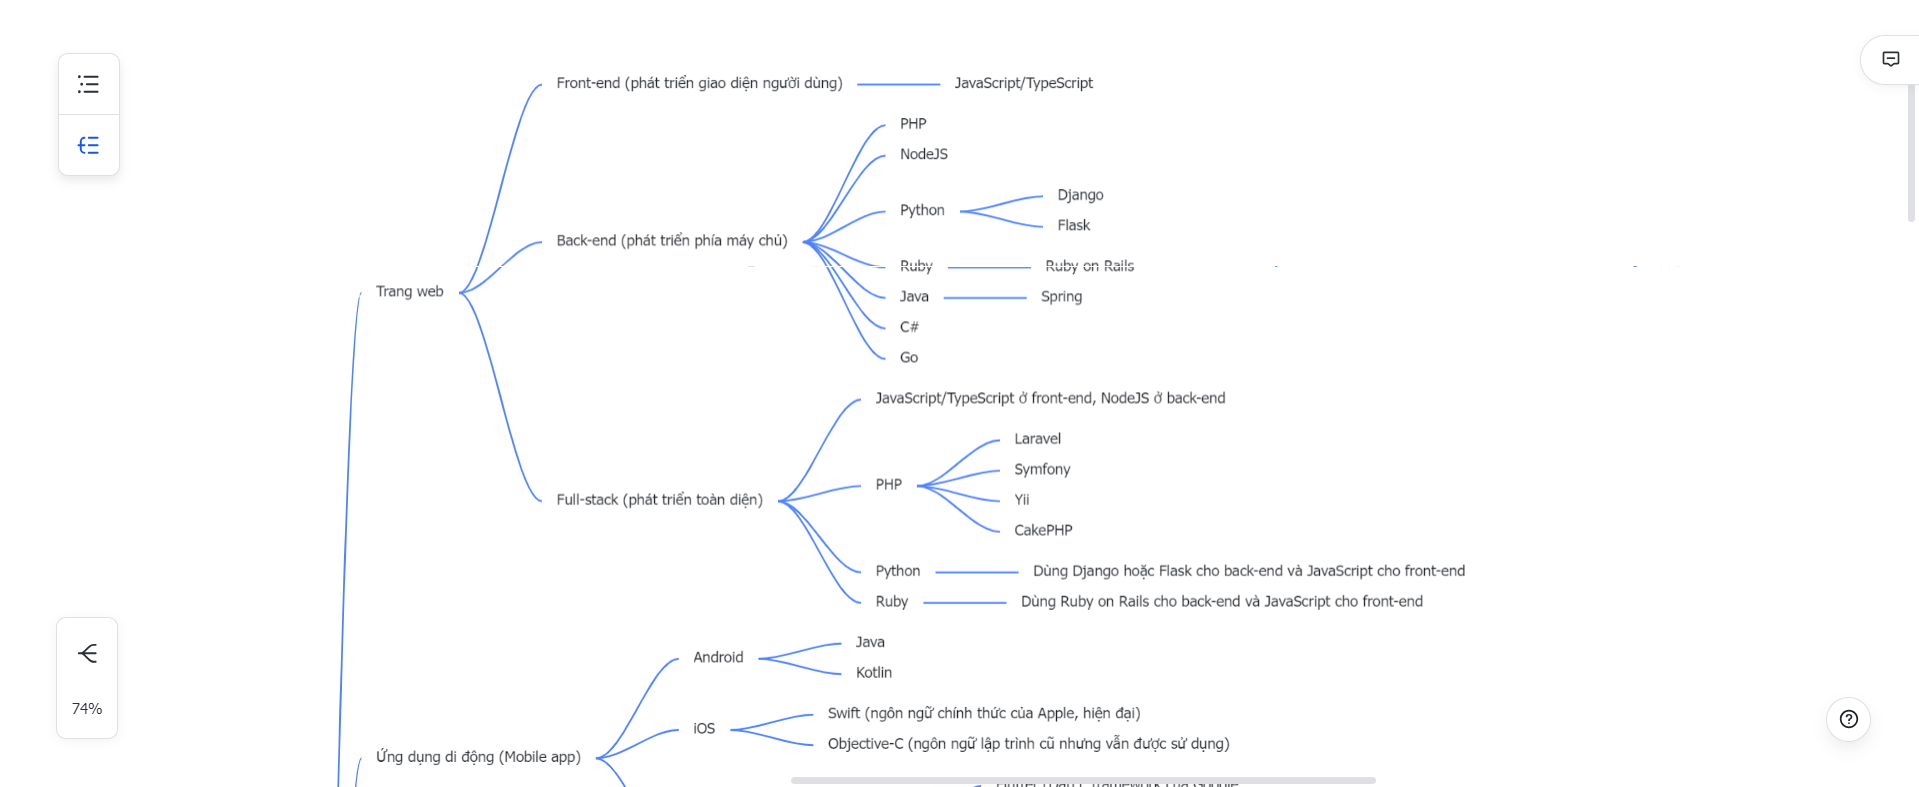 Front-end (phát triển giao diện người dùng)
JavaScript/TypeScript
PHP
NodeJS
Django
Python
Flask
Back-end (phát triển phía máy chủ)
Ruby
Ruby on Rails
Trang web
Java
Spring
C#
Go
JavaScript/TypeScript ở front-end, NodeJS ở back-end
Laravel
Symfony
PHP
Full-stack (phát triển toàn diện)
Yii
CakePHP
Python
Dùng Django hoặc Flask cho back-end và JavaScript cho front-end
Ruby
Dùng Ruby on Rails cho back-end và JavaScript cho front-end
Java
Android
Kotlin
Swift (ngôn ngữ chính thức của Apple, hiện đại)
iOS
Objective-C (ngôn ngữ lập trình cũ nhưng vẫn được sử dụng)
Ứng dụng di động (Mobile app)
74%